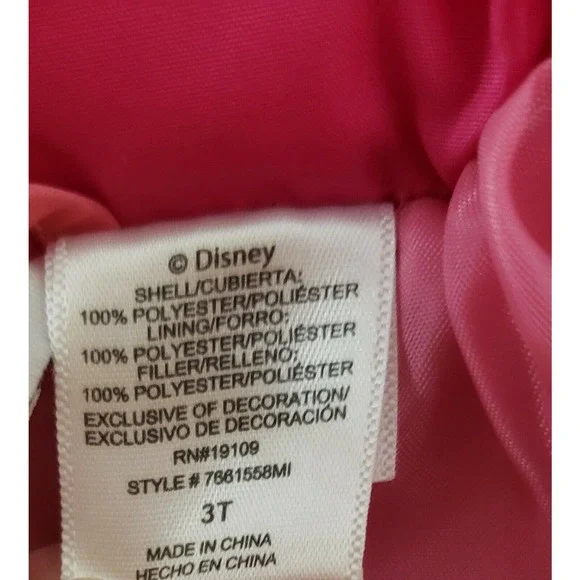 © Disney
SHELL/CUBIERTA:
100% POLYESTER/POLIÉSTER
LINING/FORRO:
100% POLYESTER/POLIÉSTER
FILLER/RELLENO:
100% POLYESTER/POLIÉSTER
EXCLUSIVE OF DECORATION/
EXCLUSIVO DE DECORACIÓN
RN#19109
STYLE # 7661558MI
3T
MADE IN CHINA
HECHO EN CHINA